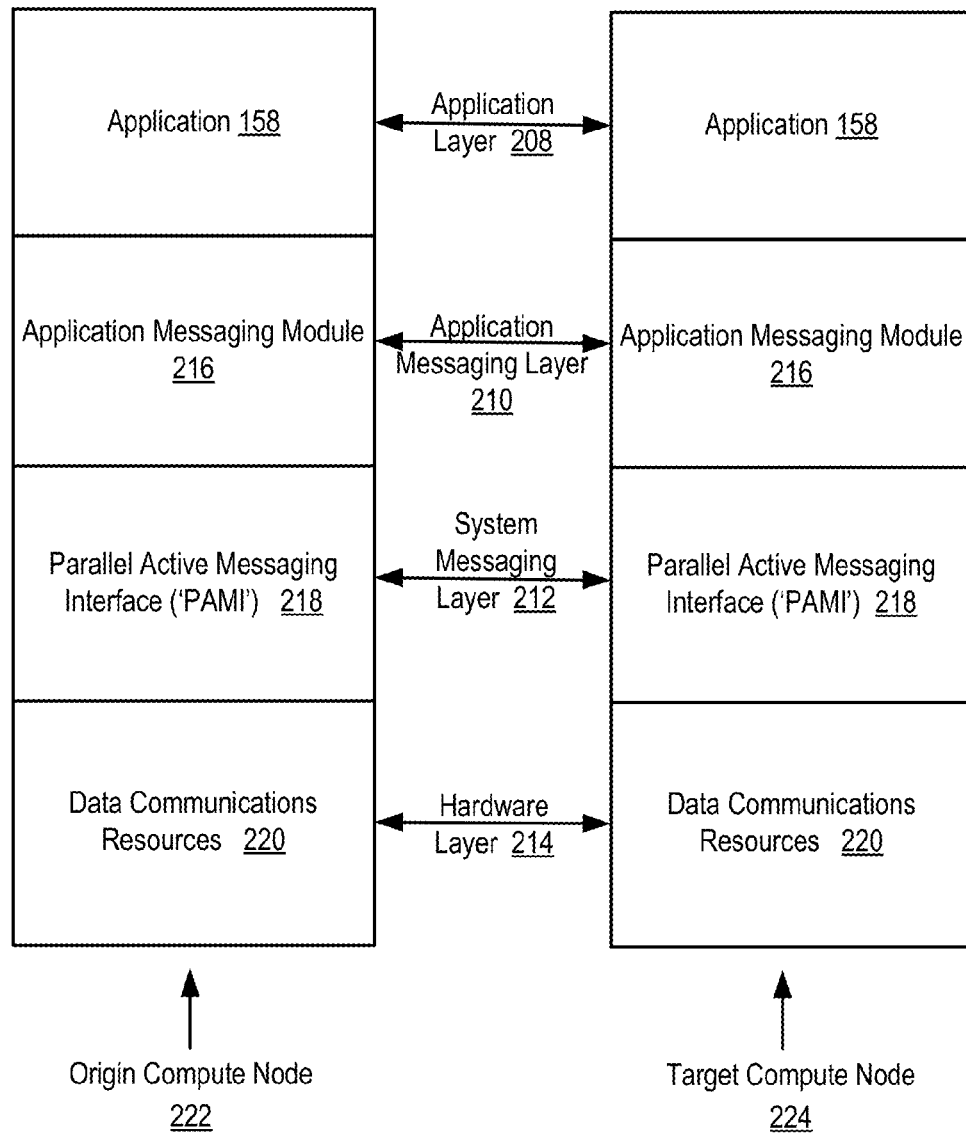 Application 158
Application
Layer 208
Application 158
Application Messaging Module
216
Application
Messaging Layer
210
Application Messaging Module
216
Parallel Active Messaging
Interface (‘PAMI’) 218
System
Messaging
Layer 212
Parallel Active Messaging
Interface (‘PAMI’) 218
Data Communications
Resources 220
Hardware
Layer 214
Data Communications
Resources 220
Origin Compute Node
222
Target Compute Node
224